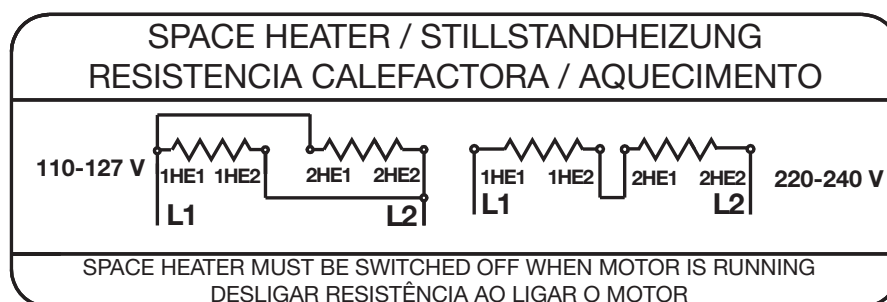 SPACE HEATER / STILLSTANDHEIZUNG
RESISTENCIA CALEFACTORA / AQUECIMENTO
110-127 V
1HE1 1HE2 2HE1 2HE2
L1 L2
1HE1 1HE2 2HE1 2HE2
L1 L2
220-240 V
SPACE HEATER MUST BE SWITCHED OFF WHEN MOTOR IS RUNNING
DESLIGAR RESISTÊNCIA AO LIGAR O MOTOR